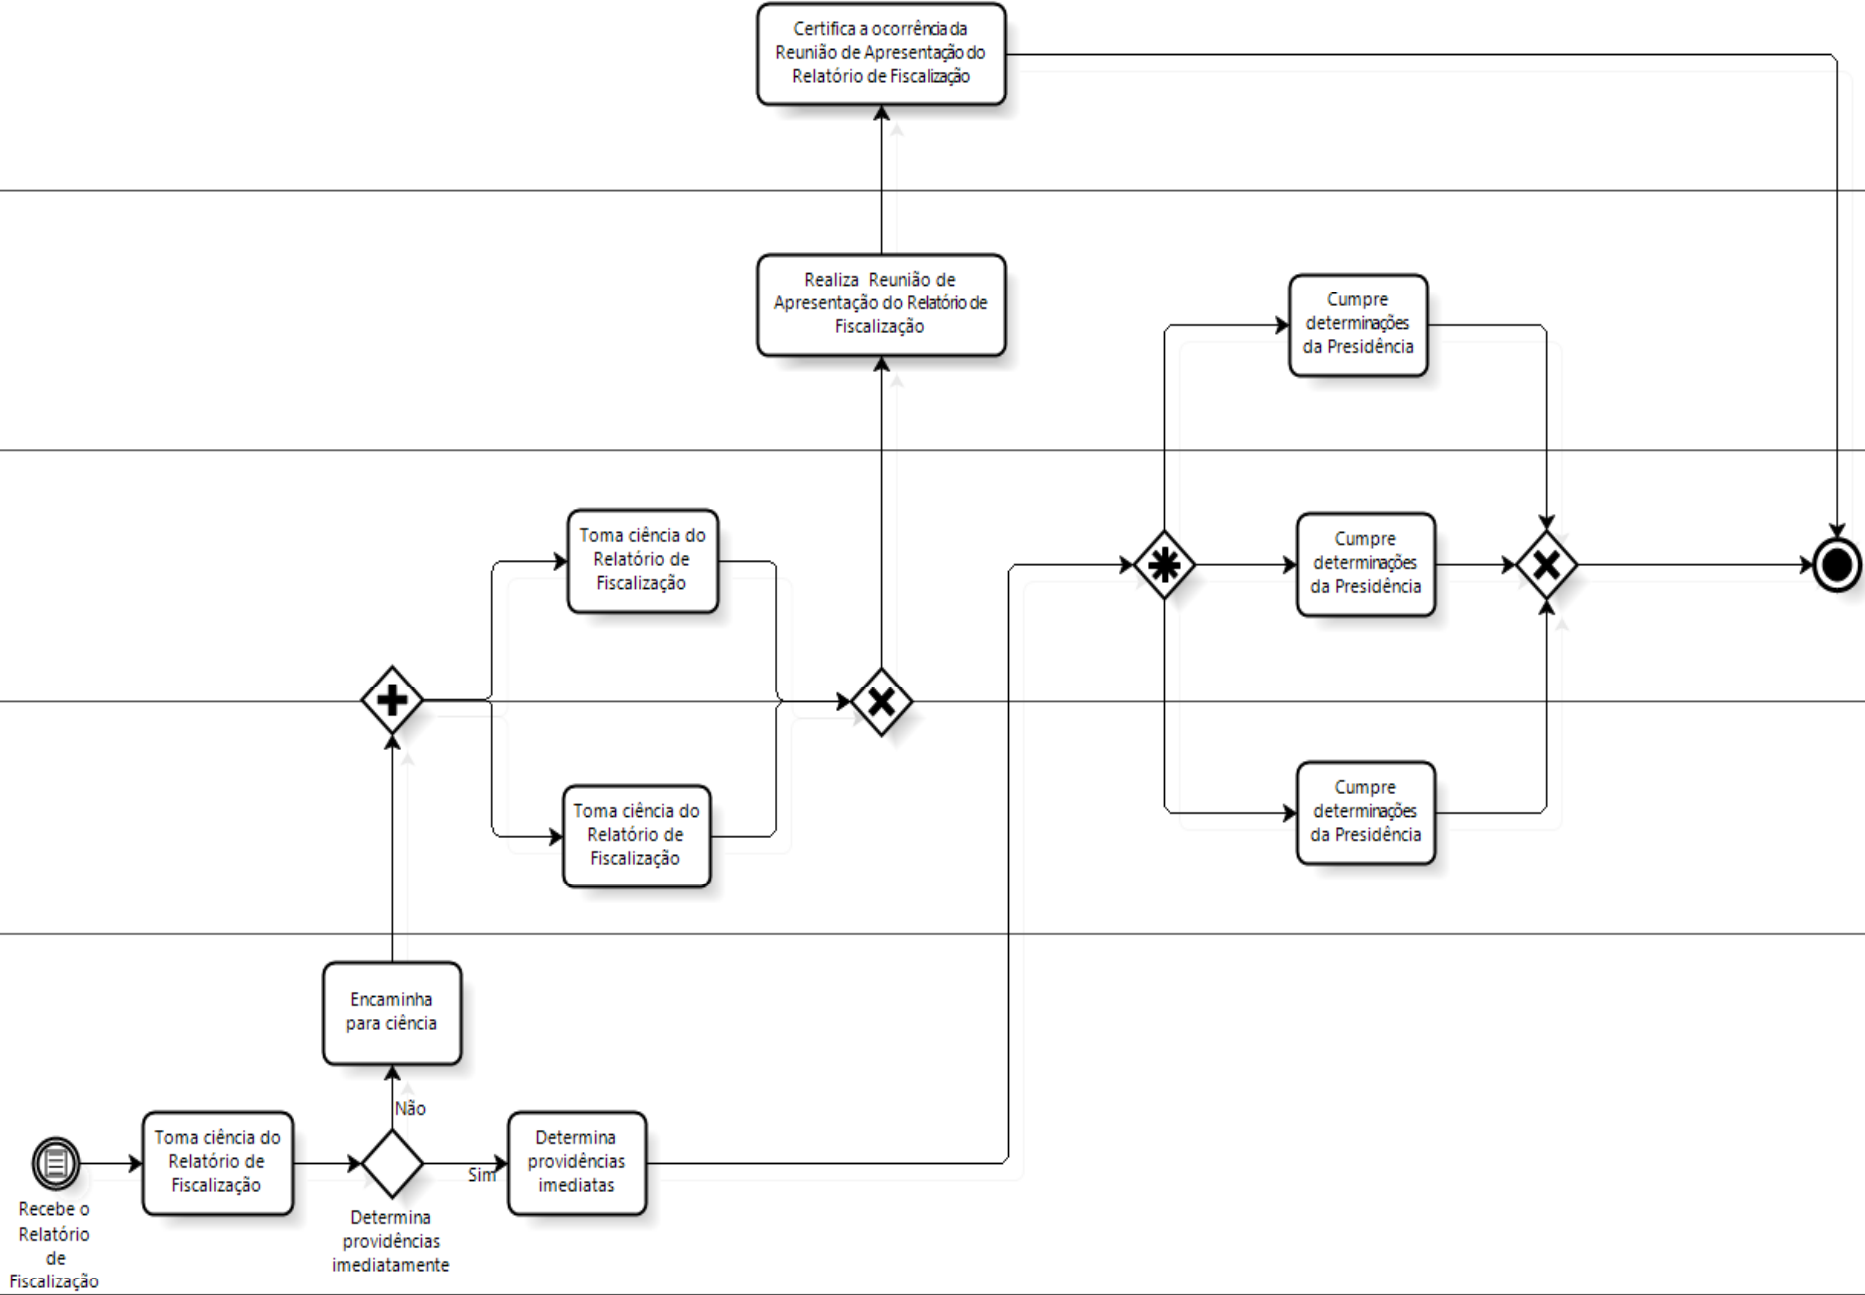 Certifica a ocorrência da
Reunião de Apresentação do
Relatório de Fiscalização
Realiza Reunião de
Apresentação do Relatório de
Fiscalização
Cumpre
determinações
da Presidência
Toma ciência do
Relatório de
Fiscalização
Cumpre
determinações
da Presidência
Toma ciência do
Relatório de
Fiscalização
Cumpre
determinações
da Presidência
Encaminha
para ciência
Não
Toma ciência do
Relatório de
Fiscalização
Sim
Determina
providências
imediatas
Recebe o
Relatório
de
Fiscalização
Determina
providências
imediatamente